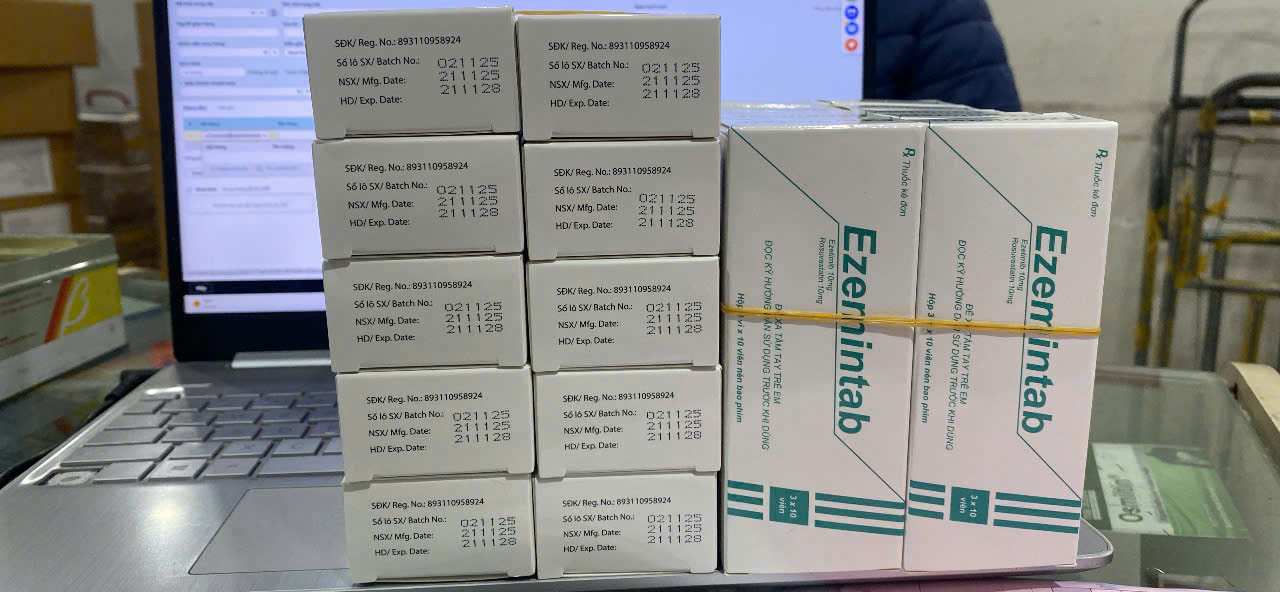 SĐK/ Reg. No.: 893110958924
Số lô SX/ Batch No.: 021125
NSX/ Mfg. Date: 211125
HD/ Exp. Date: 211128
SĐK/ Reg. No.: 893110958924
Số lô SX/ Batch No.: 021125
NSX/ Mfg. Date: 211125
HD/ Exp. Date: 211128
SĐK/ Reg. No.: 893110958924
Số lô SX/ Batch No.: 021125
NSX/ Mfg. Date: 211125
HD/ Exp. Date: 211128
SĐK/ Reg. No.: 893110958924
Số lô SX/ Batch No.: 021125
NSX/ Mfg. Date: 211125
HD/ Exp. Date: 211128
SĐK/ Reg. No.: 893110958924
Số lô SX/ Batch No.: 021125
NSX/ Mfg. Date: 211125
HD/ Exp. Date: 211128
SĐK/ Reg. No.: 893110958924
Số lô SX/ Batch No.: 021125
NSX/ Mfg. Date: 211125
HD/ Exp. Date: 211128
SĐK/ Reg. No.: 893110958924
Số lô SX/ Batch No.: 021125
NSX/ Mfg. Date: 211125
HD/ Exp. Date: 211128
SĐK/ Reg. No.: 893110958924
Số lô SX/ Batch No.: 021125
NSX/ Mfg. Date: 211125
HD/ Exp. Date: 211128
SĐK/ Reg. No.: 893110958924
Số lô SX/ Batch No.: 021125
NSX/ Mfg. Date: 211125
HD/ Exp. Date: 211128
SĐK/ Reg. No.: 893110958924
Số lô SX/ Batch No.: 021125
NSX/ Mfg. Date: 211125
HD/ Exp. Date: 211128
Rx Thuốc kê đơn
Ezemintab
Ezetimib 10mg
Rosuvastatin 10mg
ĐỂ XA TẦM TAY TRẺ EM
ĐỌC KỸ HƯỚNG DẪN SỬ DỤNG TRƯỚC KHI DÙNG
Hộp vỉ x 10 viên nén bao phim
3 x 10
viên
Rx Thuốc kê đơn
Ezemintab
Ezetimib 10mg
Rosuvastatin 10mg
ĐỂ XA TẦM TAY TRẺ EM
ĐỌC KỸ HƯỚNG DẪN SỬ DỤNG TRƯỚC KHI DÙNG
Hộp 3 x 10 viên nén bao phim
3 x 10
viên
β